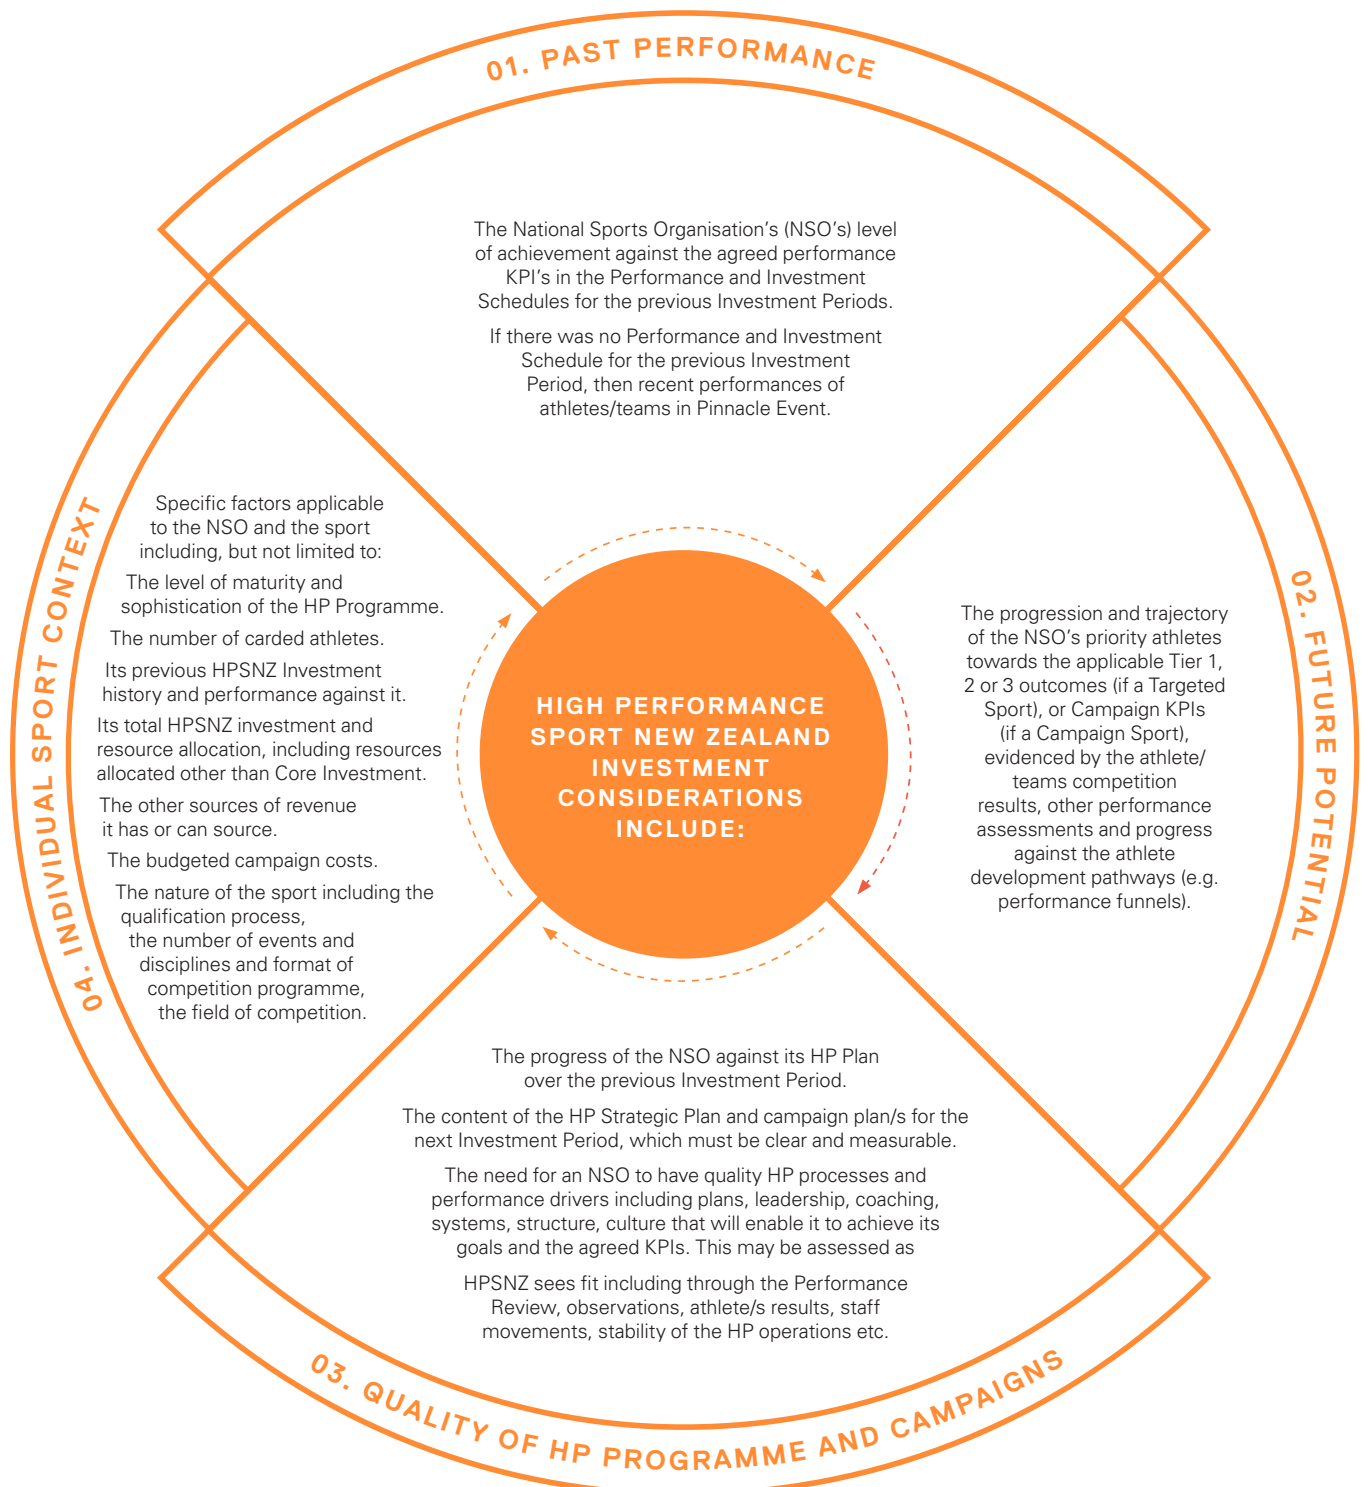 01. PAST PERFORMANCE
The National Sports Organisation's (NSO's) level
of achievement against the agreed performance
KPI's in the Performance and Investment
Schedules for the previous Investment Periods.
If there was no Performance and Investment
Schedule for the previous Investment
Period, then recent performances of
athletes/teams in Pinnacle Event.
HIGH PERFORMANCE
SPORT NEW ZEALAND
INVESTMENT
CONSIDERATIONS
INCLUDE:
02. FUTURE POTENTIAL
The progression and trajectory
of the NSO's priority athletes
towards the applicable Tier 1,
2 or 3 outcomes (if a Targeted
Sport), or Campaign KPIs
(if a Campaign Sport),
evidenced by the athlete/
teams competition
results, other performance
assessments and progress
against the athlete
development pathways (e.g.
performance funnels).
03. QUALITY OF HP PROGRAMME AND CAMPAIGNS
The progress of the NSO against its HP Plan
over the previous Investment Period.
The content of the HP Strategic Plan and campaign plan/s for the
next Investment Period, which must be clear and measurable.
The need for an NSO to have quality HP processes and
performance drivers including plans, leadership, coaching,
systems, structure, culture that will enable it to achieve its
goals and the agreed KPIs. This may be assessed as
HPSNZ sees fit including through the Performance
Review, observations, athlete/s results, staff
movements, stability of the HP operations etc.
04. INDIVIDUAL SPORT CONTEXT
Specific factors applicable
to the NSO and the sport
including, but not limited to:
The level of maturity and
sophistication of the HP Programme.
The number of carded athletes.
Its previous HPSNZ Investment
history and performance against it.
Its total HPSNZ investment and
resource allocation, including resources
allocated other than Core Investment.
The other sources of revenue
it has or can source.
The budgeted campaign costs.
The nature of the sport including the
qualification process,
the number of events and
disciplines and format of
competition programme,
the field of competition.